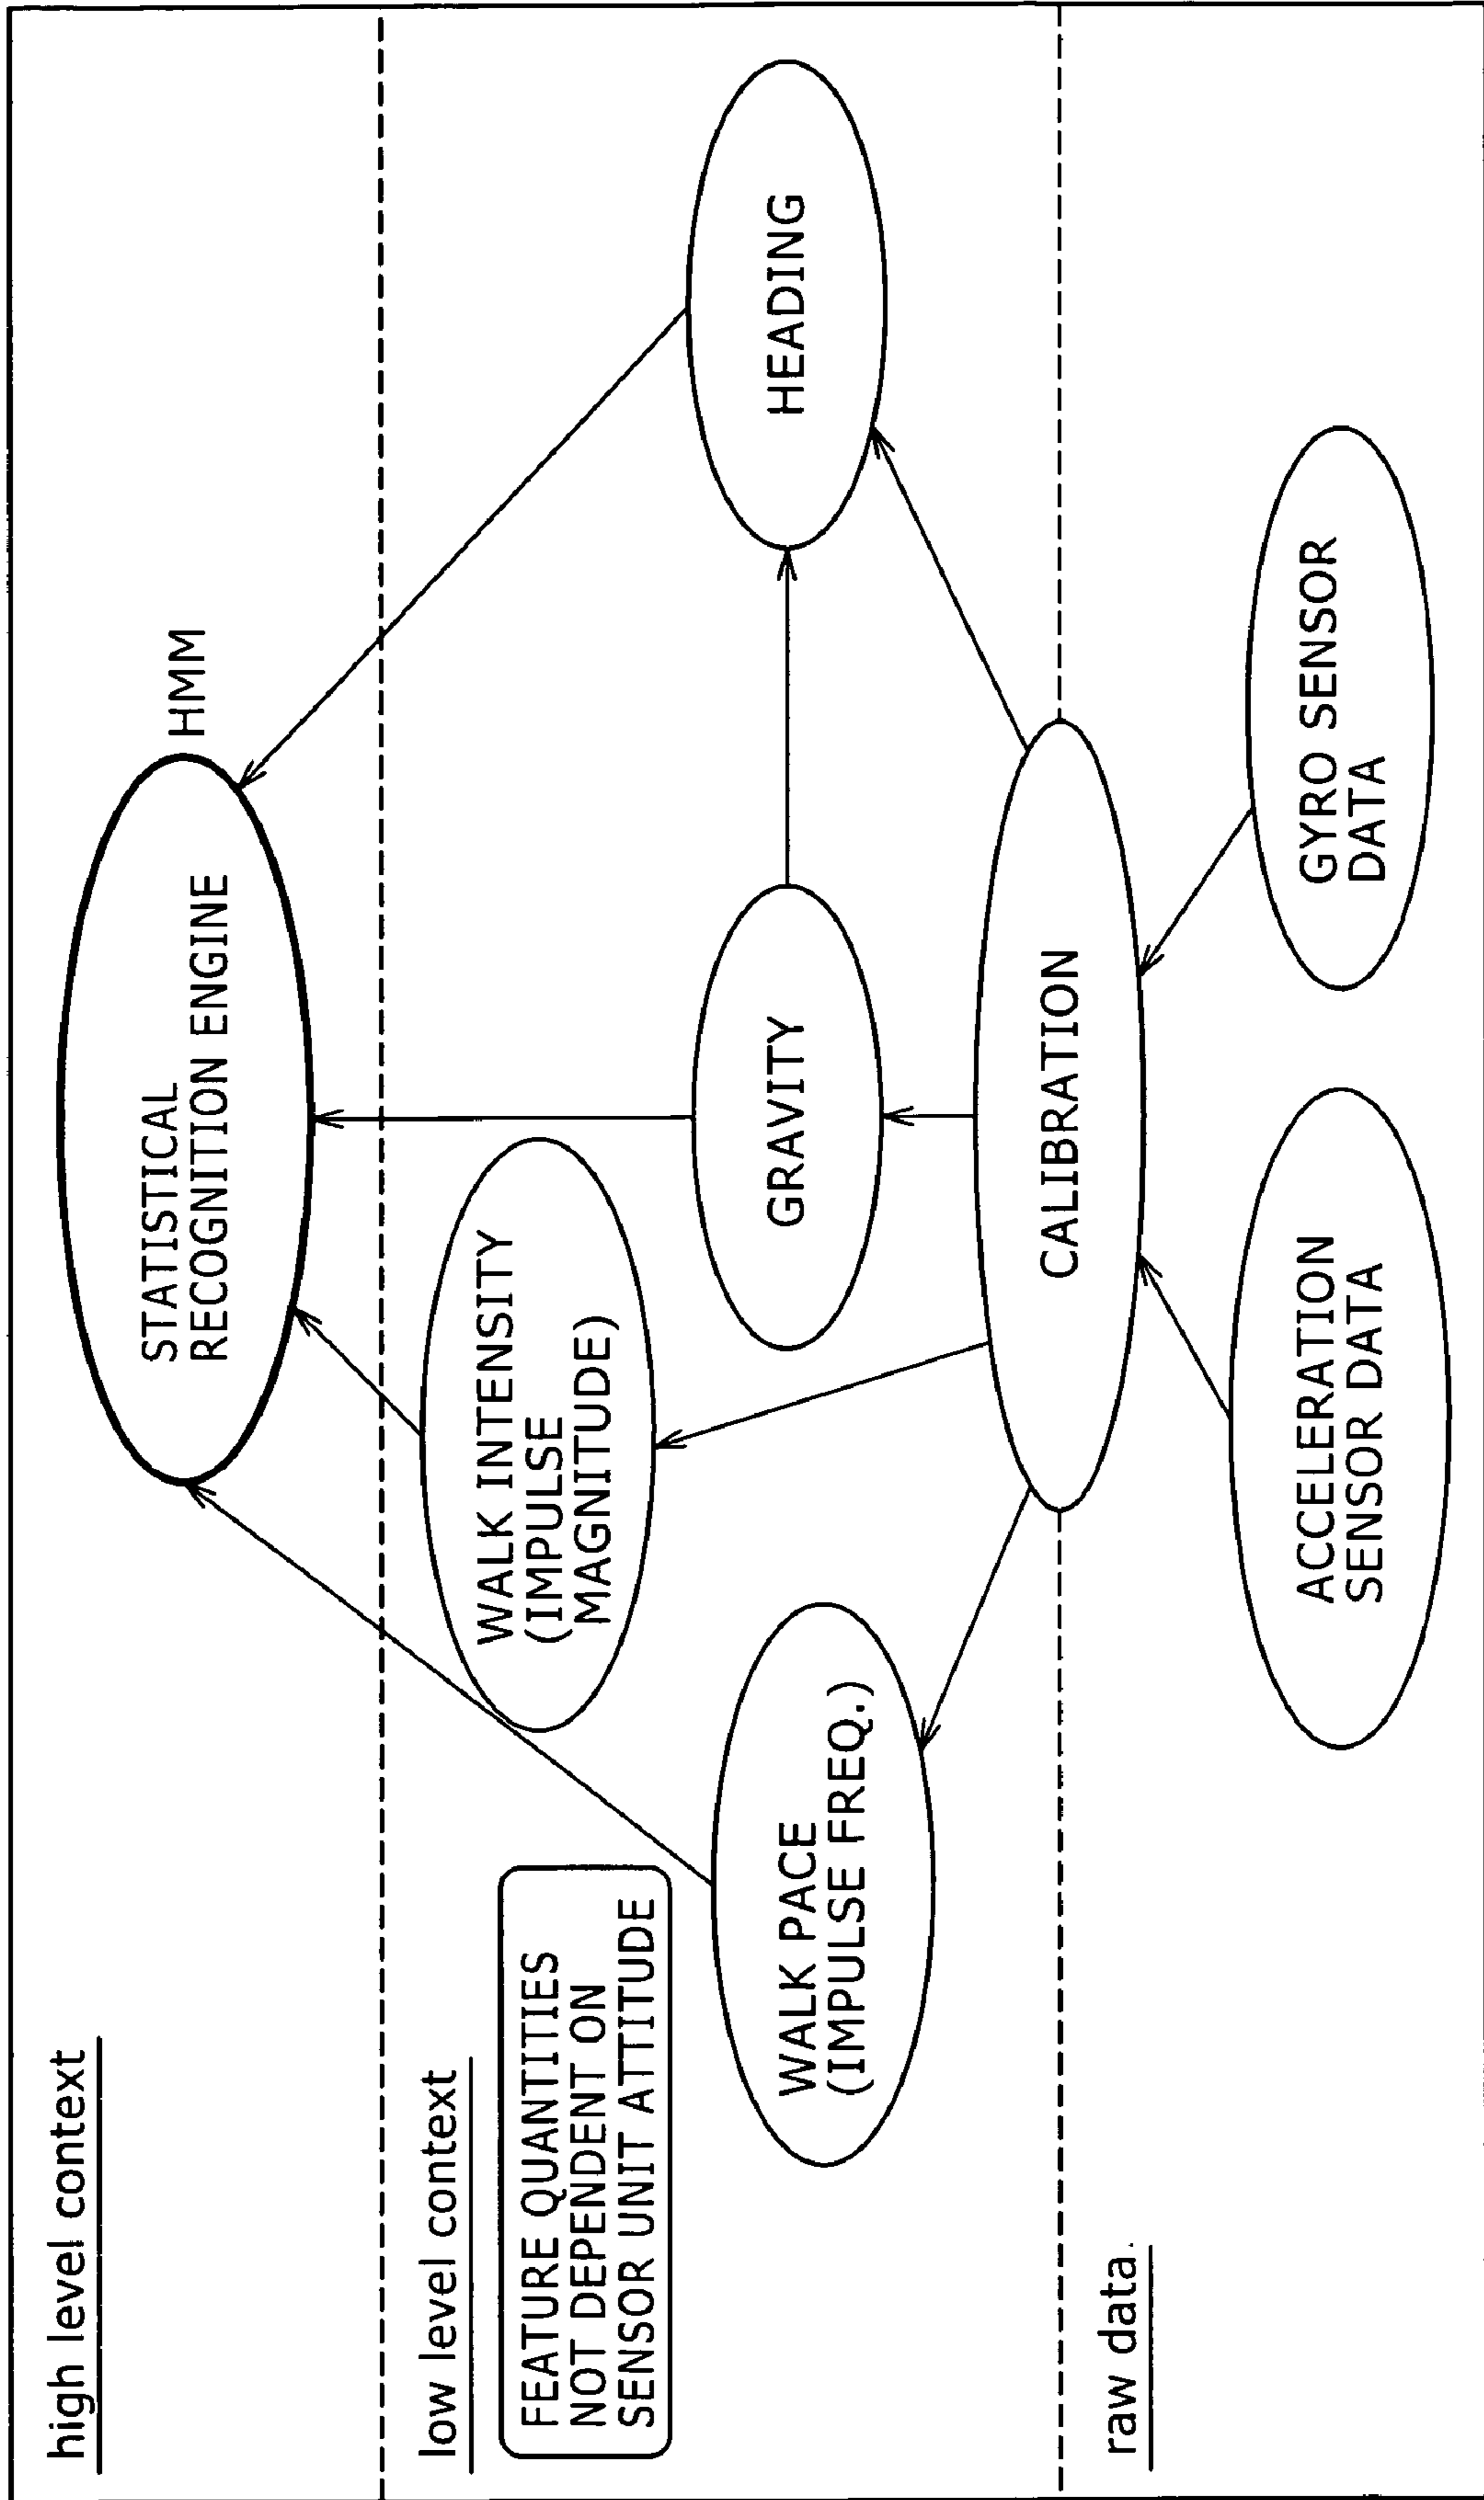 high level context
STATISTICAL
RECOGNITION ENGINE
HMM
low level context
FEATURE QUANTITIES
NOT DEPENDENT ON
SENSOR UNIT ATTITUDE
WALK INTENSITY
(IMPULSE
MAGNITUDE)
WALK PACE
(IMPULSE FREQ.)
GRAVITY
HEADING
CALIBRATION
raw data
ACCELERATION
SENSOR DATA
GYRO SENSOR
DATA